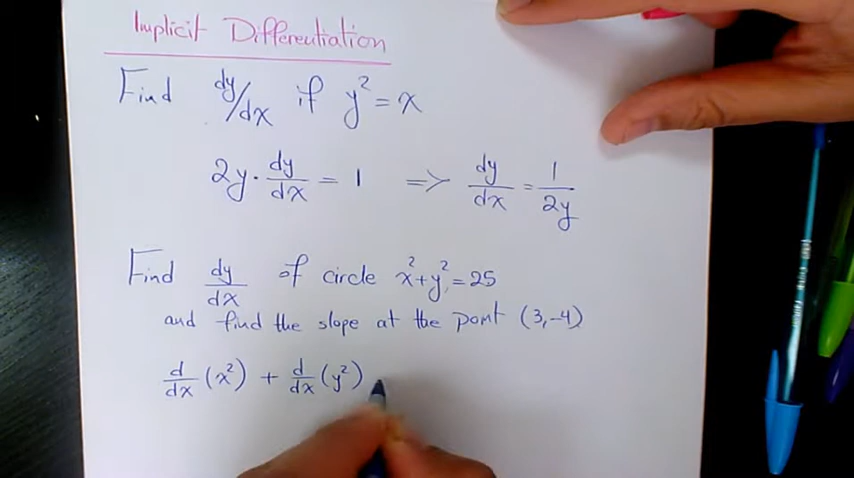 Implicit Differentiation
Find dy/dx if y² = x
2y · dy/dx = 1 => dy/dx = 1/2y
Find dy/dx of circle x²+y²=25
and find the slope at the point (3,-4)
d/dx (x²) + d/dx (y²)